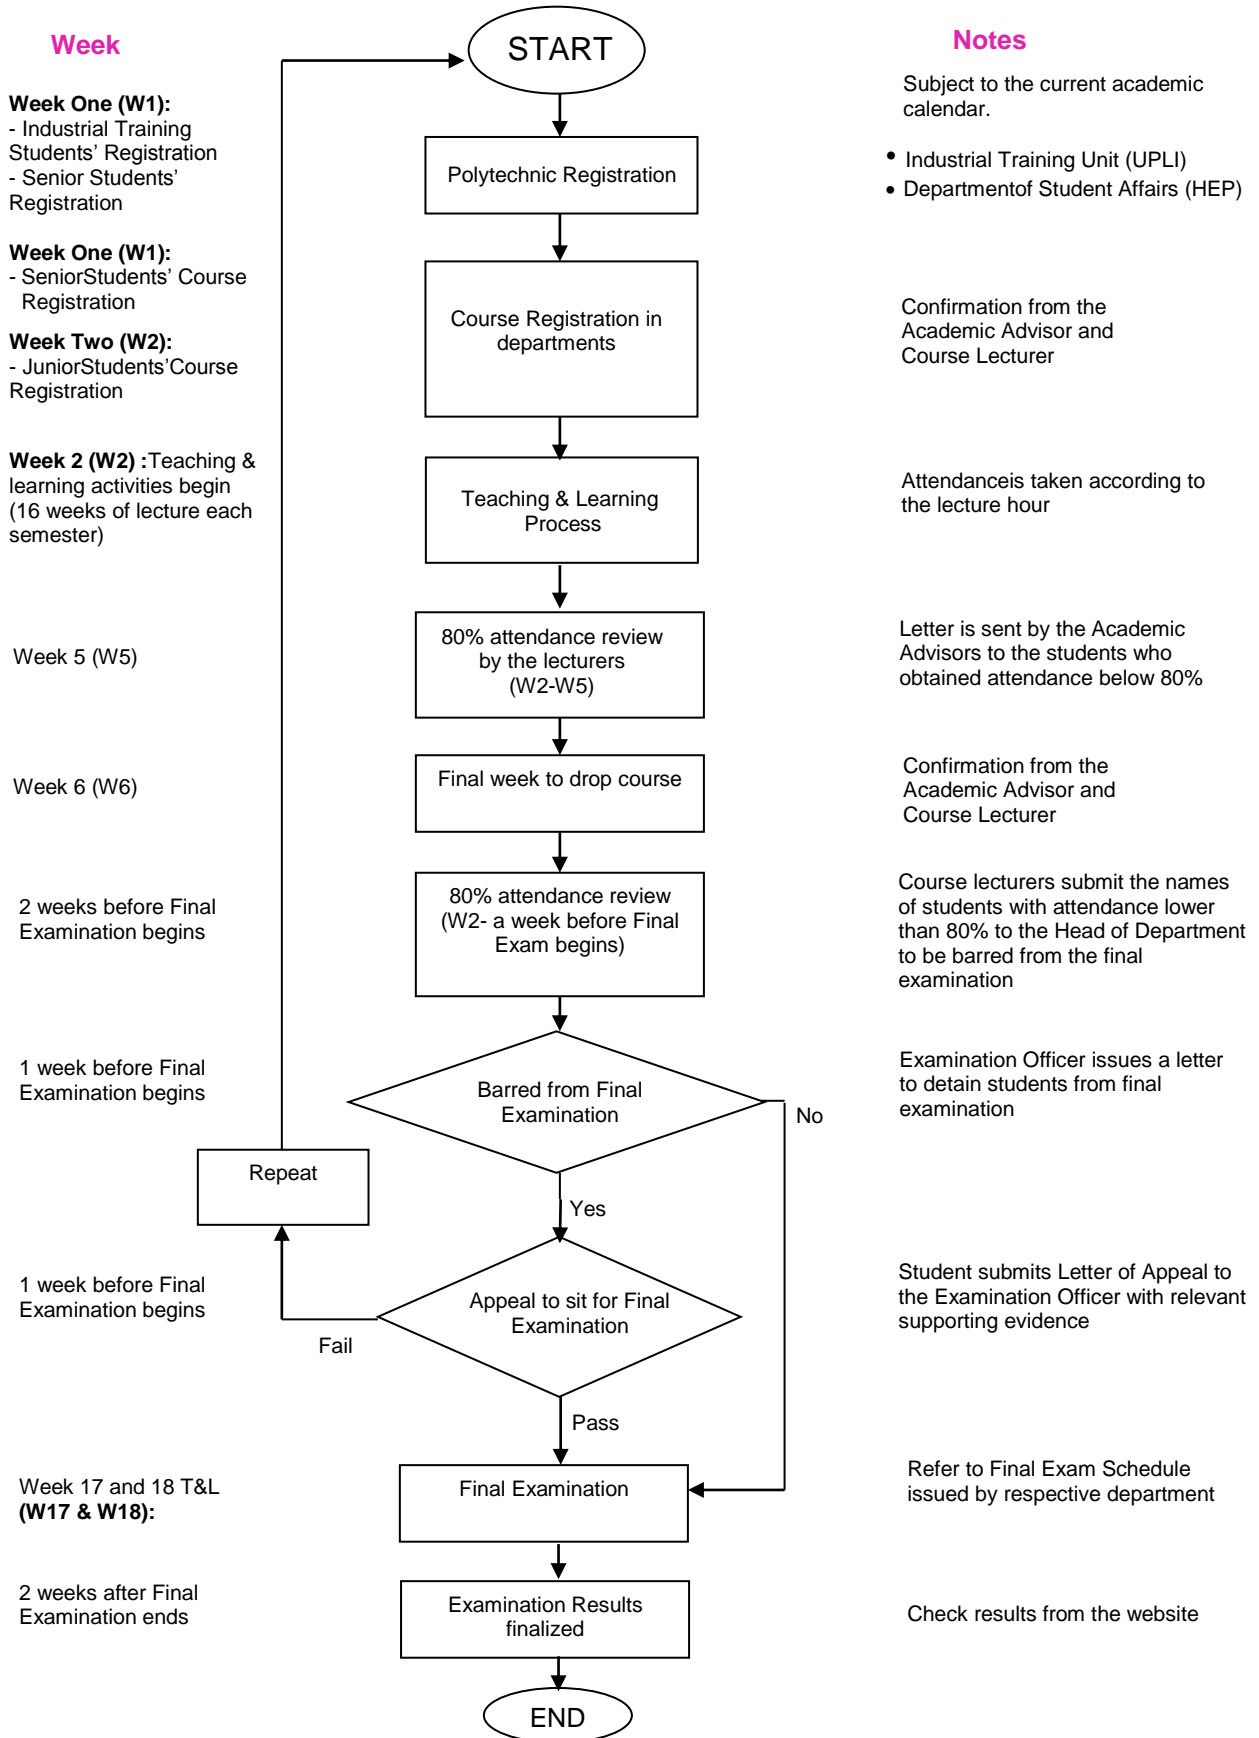 START
Week
Notes
Week One (W1):
- Industrial Training
Students' Registration
- Senior Students'
Registration
Polytechnic Registration
Subject to the current academic
calendar.
• Industrial Training Unit (UPLI)
• Departmentof Student Affairs (HEP)
Week One (W1):
- SeniorStudents' Course
Registration
Week Two (W2):
- JuniorStudents'Course
Registration
Course Registration in
departments
Confirmation from the
Academic Advisor and
Course Lecturer
Week 2 (W2) :Teaching &
learning activities begin
(16 weeks of lecture each
semester)
Teaching & Learning
Process
Attendanceis taken according to
the lecture hour
Week 5 (W5)
80% attendance review
by the lecturers
(W2-W5)
Letter is sent by the Academic
Advisors to the students who
obtained attendance below 80%
Week 6 (W6)
Final week to drop course
Confirmation from the
Academic Advisor and
Course Lecturer
2 weeks before Final
Examination begins
80% attendance review
(W2- a week before Final
Exam begins)
Course lecturers submit the names
of students with attendance lower
than 80% to the Head of Department
to be barred from the final
examination
1 week before Final
Examination begins
Barred from Final
Examination
No
Examination Officer issues a letter
to detain students from final
examination
Repeat
Yes
1 week before Final
Examination begins
Appeal to sit for Final
Examination
Fail
Student submits Letter of Appeal to
the Examination Officer with relevant
supporting evidence
Pass
Week 17 and 18 T&L
(W17 & W18):
Final Examination
Refer to Final Exam Schedule
issued by respective department
2 weeks after Final
Examination ends
Examination Results
finalized
Check results from the website
END